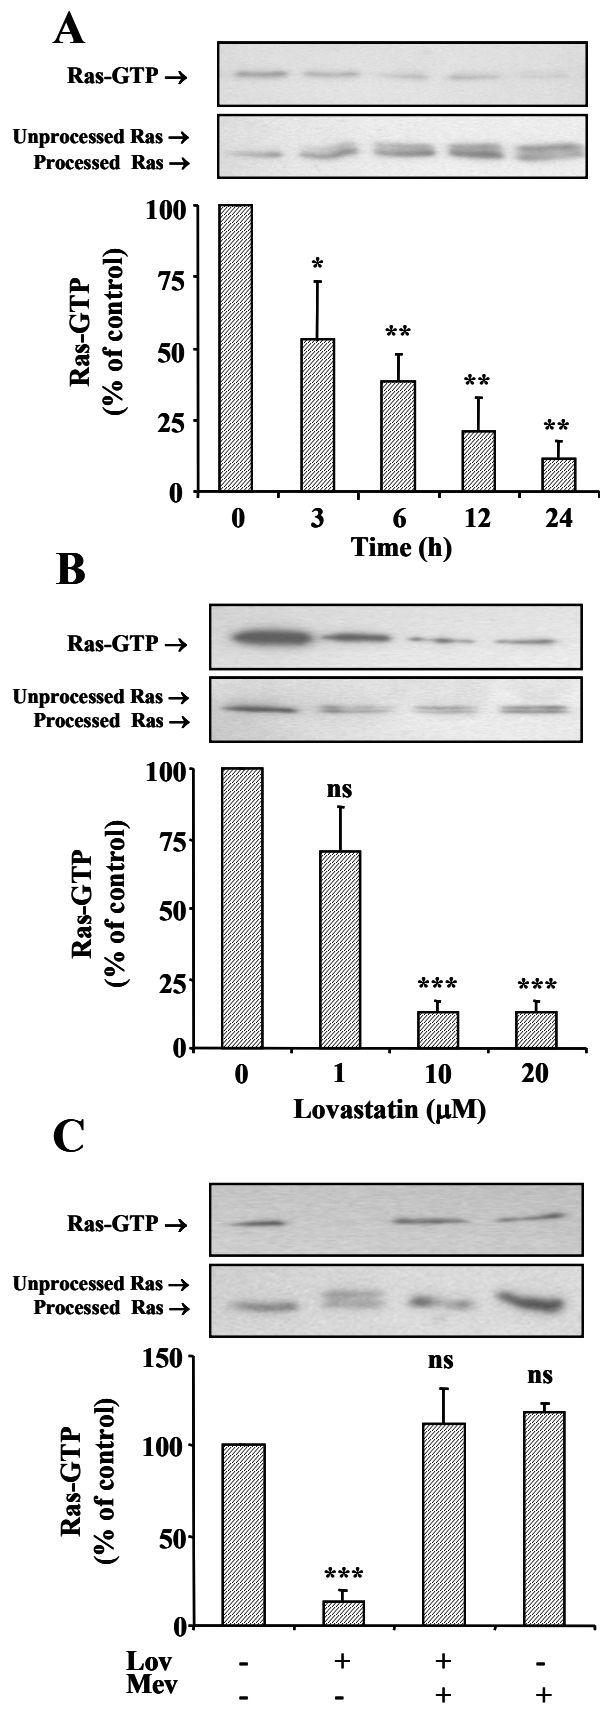 A
Ras-GTP →
Unprocessed Ras →
Processed Ras →
100
75
50
25
0
Ras-GTP
(% of control)
*
**
**
**
0 3 6 12 24
Time (h)
B
Ras-GTP →
Unprocessed Ras →
Processed Ras →
100
75
50
25
0
Ras-GTP
(% of control)
ns
***
***
0 1 10 20
Lovastatin (μM)
C
Ras-GTP →
Unprocessed Ras →
Processed Ras →
150
100
50
0
Ras-GTP
(% of control)
***
ns
ns
Lov - + + -
Mev - - + +